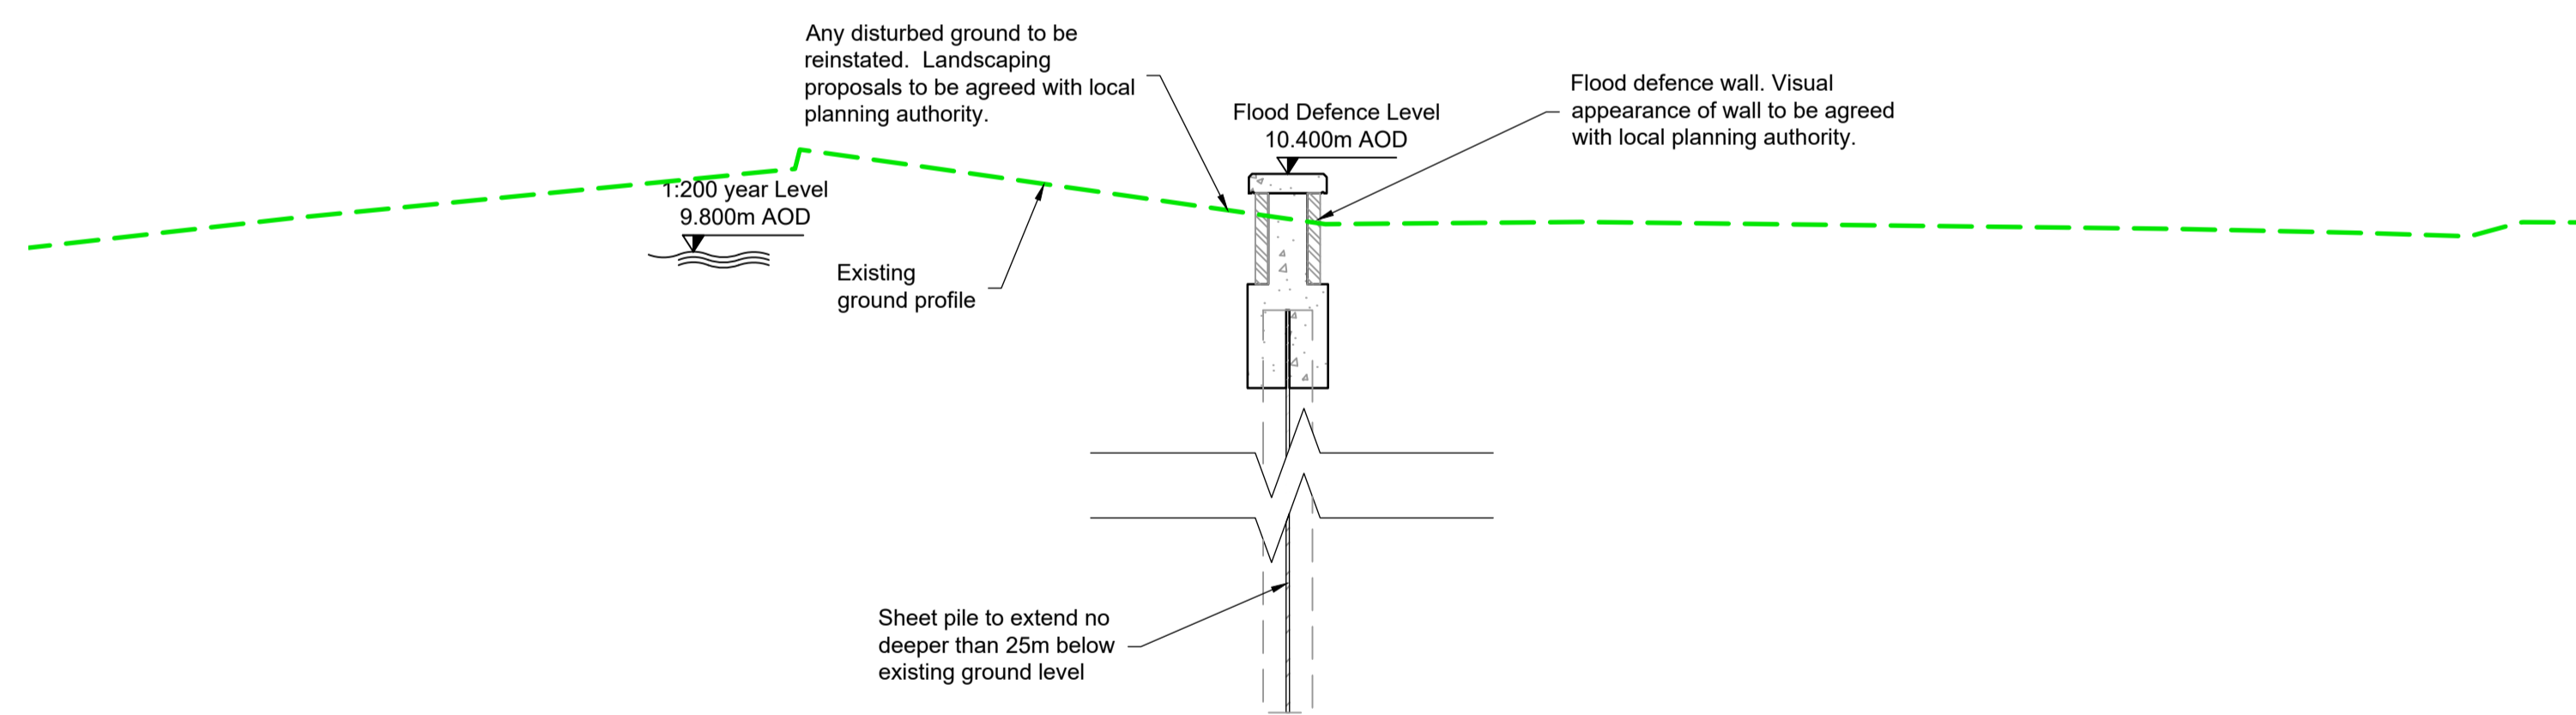 Any disturbed ground to be
reinstated.  Landscaping
proposals to be agreed with local
planning authority.
Flood Defence Level
10.400m AOD
Flood defence wall. Visual
appearance of wall to be agreed
with local planning authority.
1:200 year Level
9.800m AOD
Existing
ground profile
Sheet pile to extend no
deeper than 25m below
existing ground level